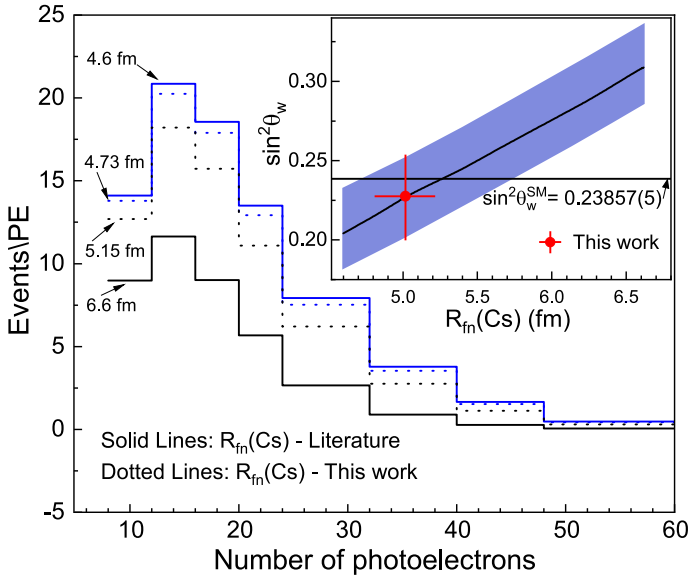 25
20
15
10
5
0
-5
Events\PE
10
20
30
40
50
60
Number of photoelectrons
4.6 fm
4.73 fm
5.15 fm
6.6 fm
Solid Lines: R_fn(Cs) - Literature
Dotted Lines: R_fn(Cs) - This work
0.30
0.25
0.20
sin²θ_w
5.0
5.5
6.0
6.5
R_fn(Cs) (fm)
sin²θ_w^SM = 0.23857(5)
This work